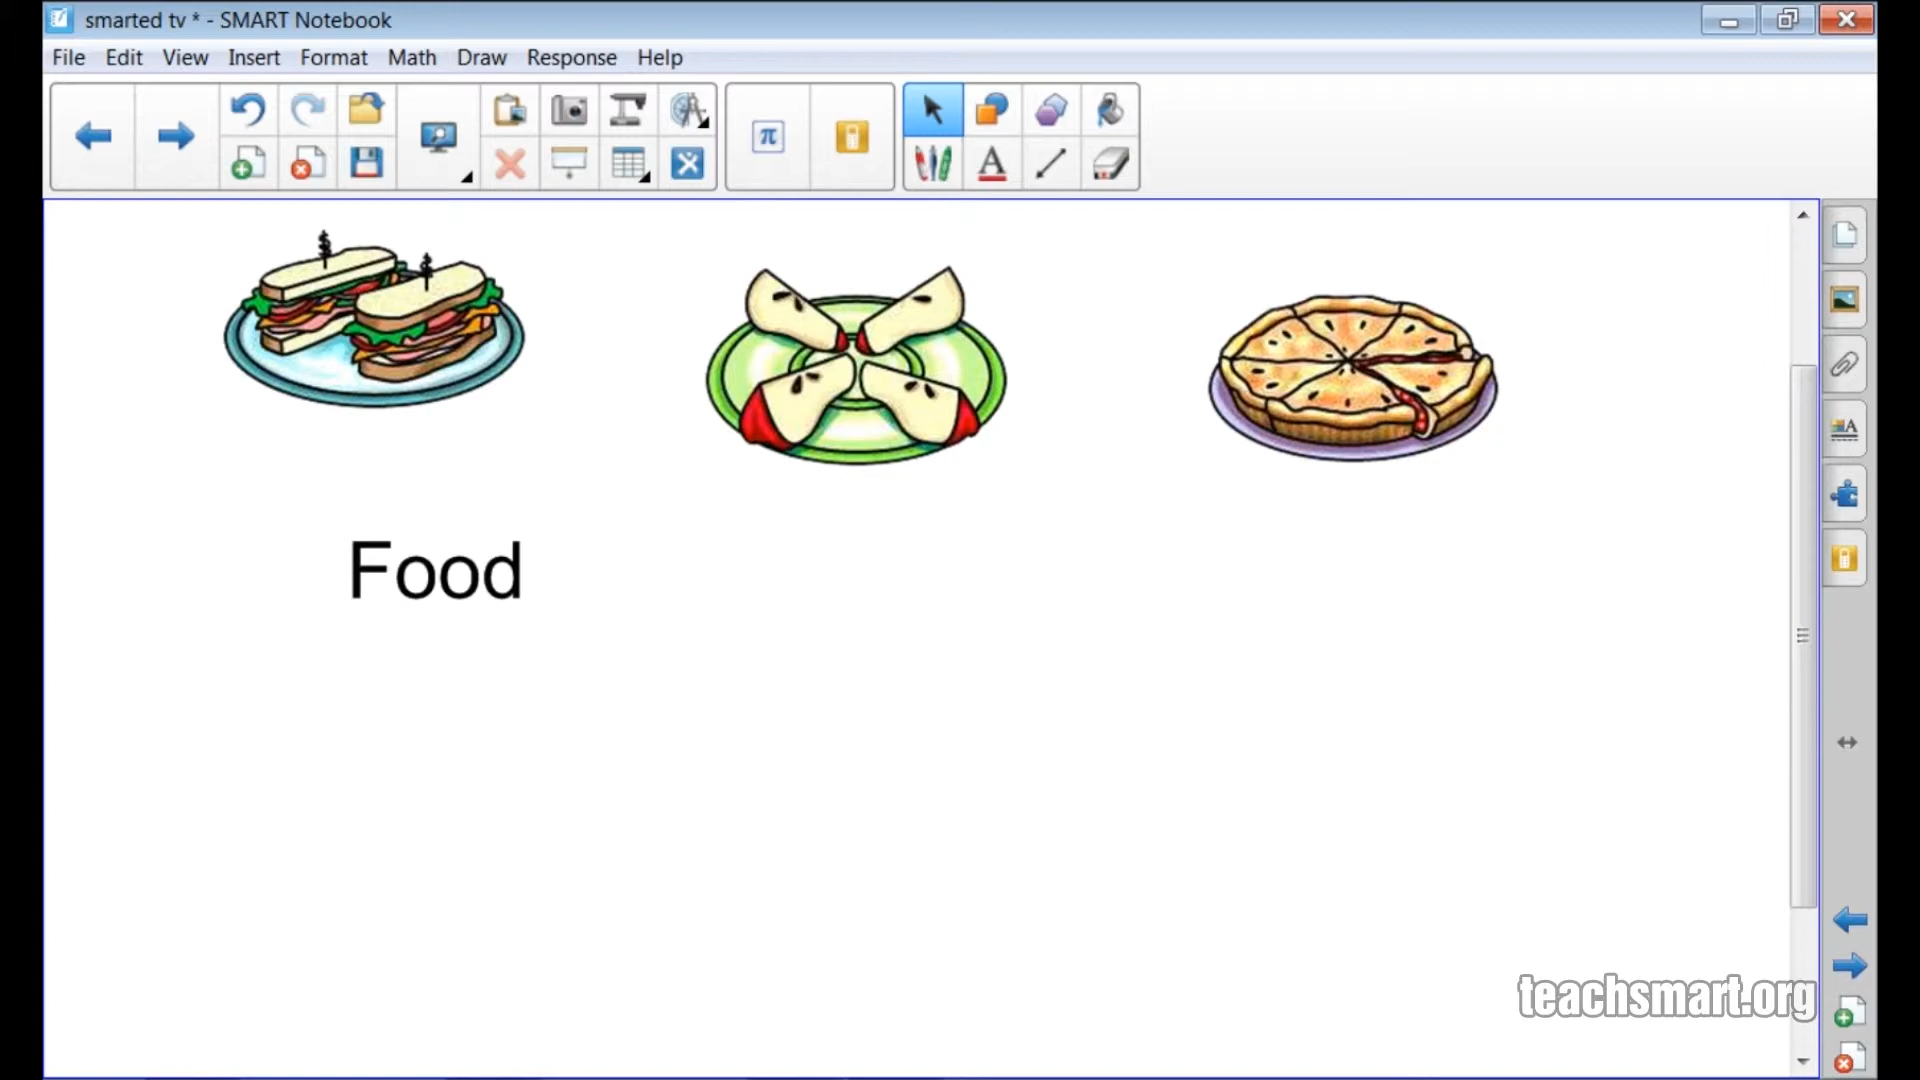 smarted tv * - SMART Notebook
File Edit View Insert Format Math Draw Response Help
π
A
A
Food
teachsmart.org